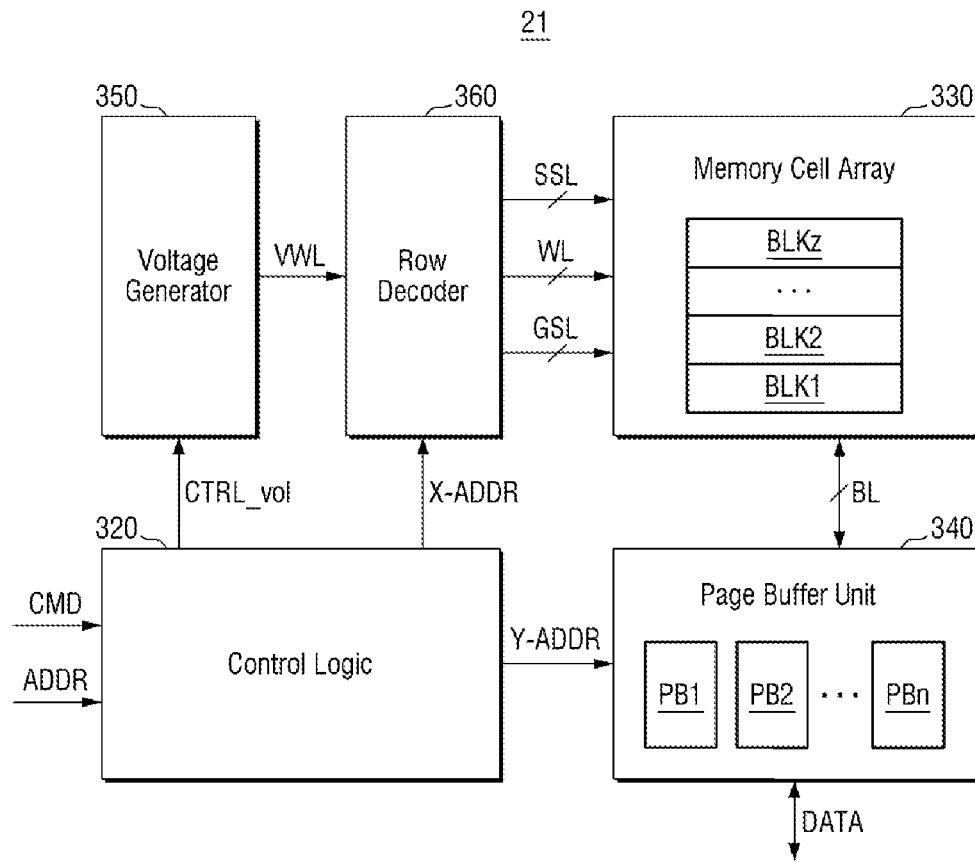 21
350
360
330
Voltage
Generator
VWL
Row
Decoder
SSL
WL
GSL
Memory Cell Array
BLKz
...
BLK2
BLK1
CTRL_vol
X-ADDR
BL
320
340
CMD
ADDR
Control Logic
Y-ADDR
Page Buffer Unit
PB1 PB2 ... PBn
DATA